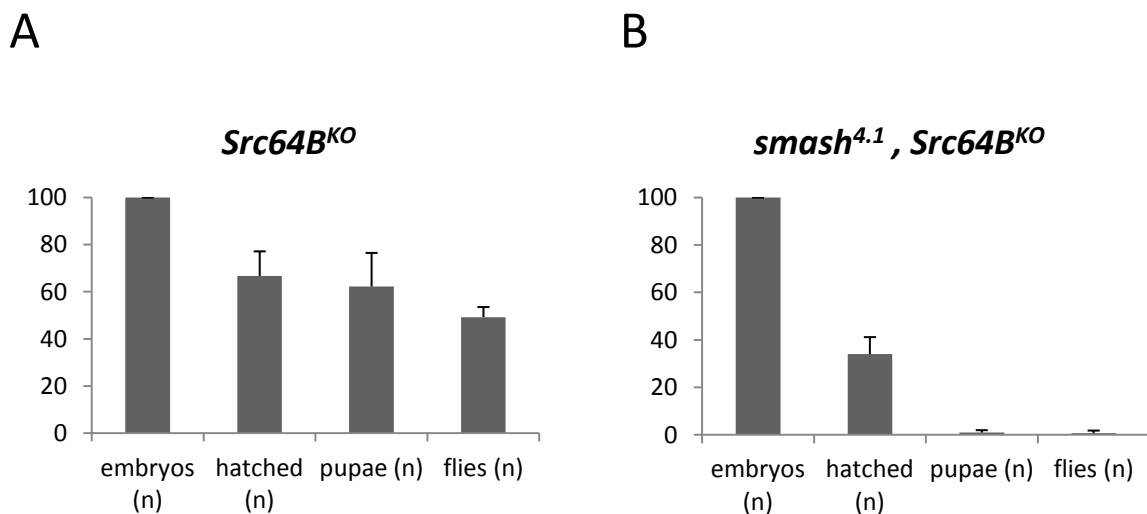 A
B
Src64B^KO
smash^4.1 , Src64B^KO
100
80
60
40
20
0
embryos (n)
hatched (n)
pupae (n)
flies (n)
100
80
60
40
20
0
embryos (n)
hatched (n)
pupae (n)
flies (n)